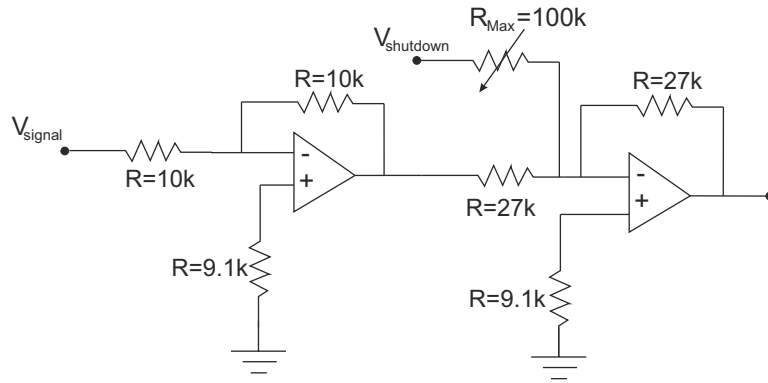 R_Max=100k
V_shutdown
R=10k
R=27k
V_signal
-
+
-
+
R=10k
R=27k
R=9.1k
R=9.1k